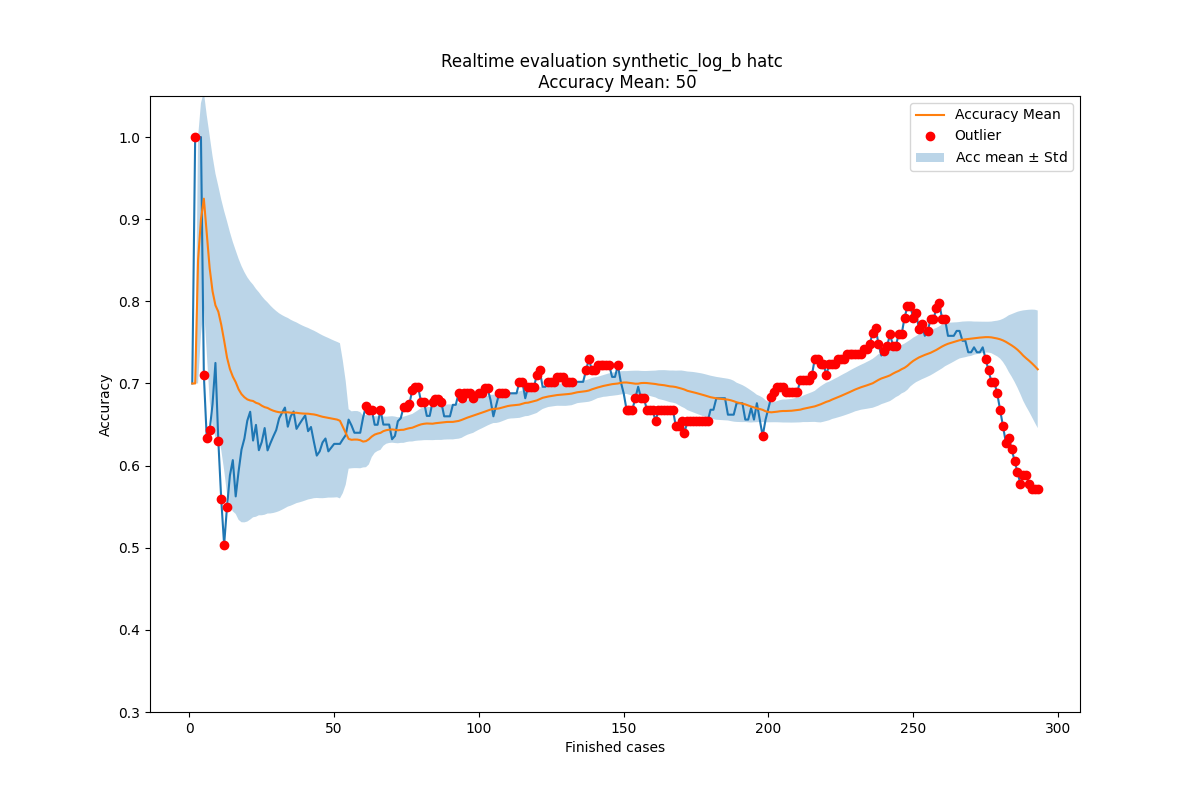 Realtime evaluation synthetic_log_b hatc
Accuracy Mean: 50
Accuracy Mean
Outlier
Acc mean ± Std
Accuracy
1.0
0.9
0.8
0.7
0.6
0.5
0.4
0.3
0
50
100
150
200
250
300
Finished cases